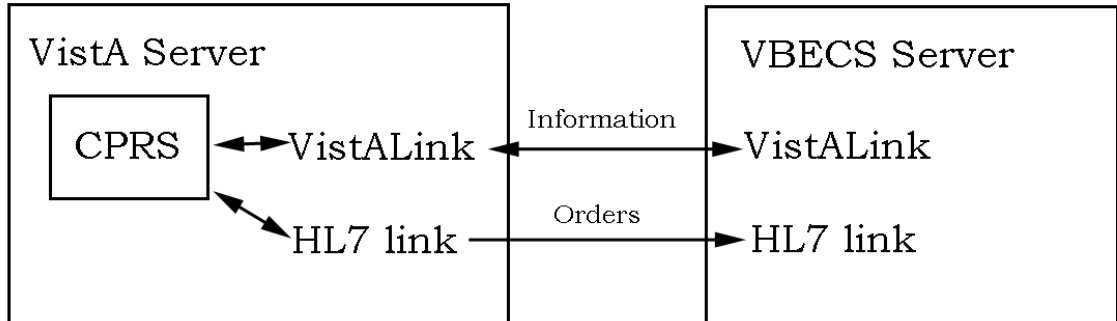 VistA Server
VBECS Server
CPRS
VistALink
Information
VistALink
HL7 link
Orders
HL7 link